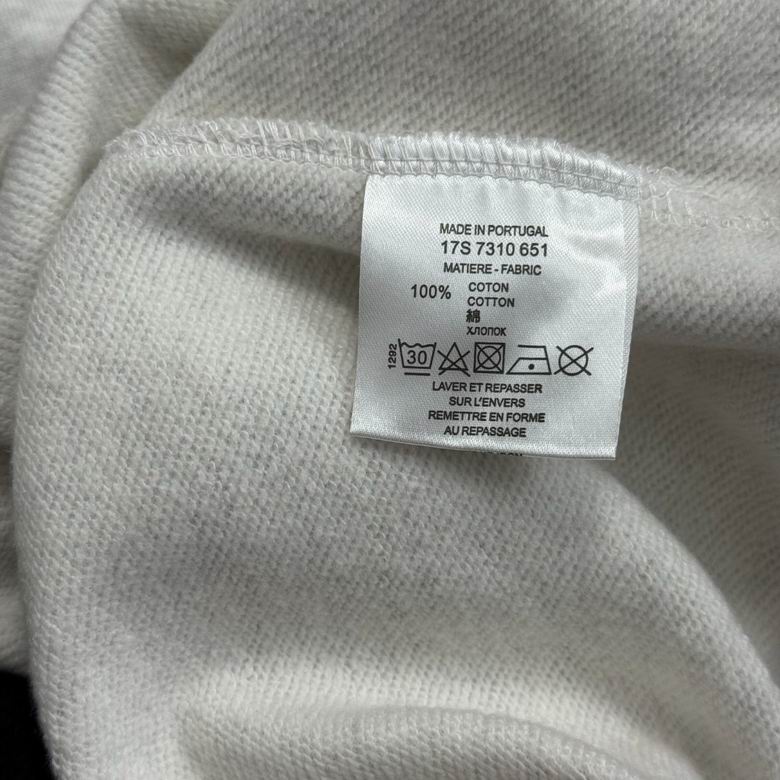 MADE IN PORTUGAL
17S 7310 651
MATIERE - FABRIC
100% COTON
COTTON
綿
ХЛОПОК
1292
30
LAVER ET REPASSER
SUR L'ENVERS
REMETTRE EN FORME
AU REPASSAGE